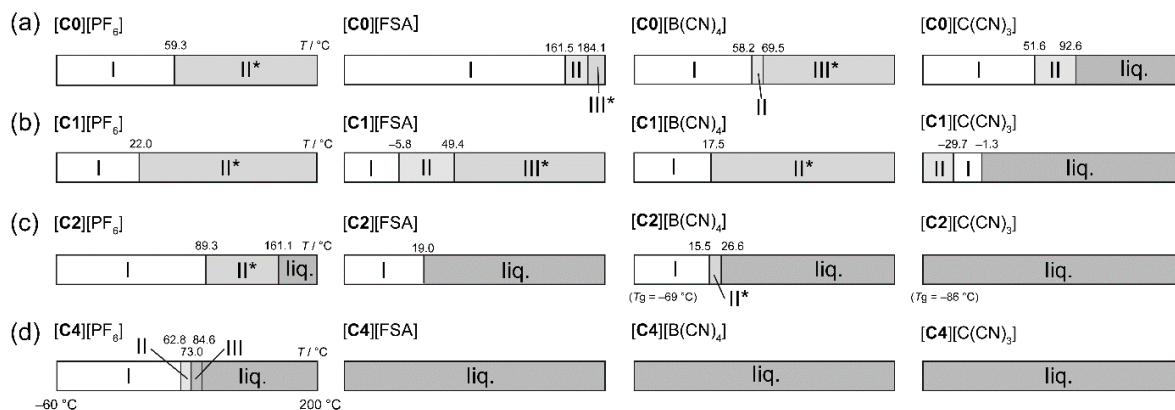 (a) [C0][PF₆] [C0][FSA] [C0][B(CN)₄] [C0][C(CN)₃]
59.3 T / °C 161.5 184.1 58.2 69.5 51.6 92.6
I II* I II I III* I II liq.
III* II
(b) [C1][PF₆] [C1][FSA] [C1][B(CN)₄] [C1][C(CN)₃]
22.0 T / °C –5.8 49.4 17.5 –29.7 –1.3
I II* I II III* I II* II I liq.
(c) [C2][PF₆] [C2][FSA] [C2][B(CN)₄] [C2][C(CN)₃]
89.3 161.1 T / °C 19.0 15.5 26.6
I II* liq. I liq. I liq. liq.
(Tg = –69 °C) II* (Tg = –86 °C)
(d) [C4][PF₆] [C4][FSA] [C4][B(CN)₄] [C4][C(CN)₃]
II 62.8 84.6 III
73.0 T / °C
I liq. liq. liq. liq.
–60 °C 200 °C